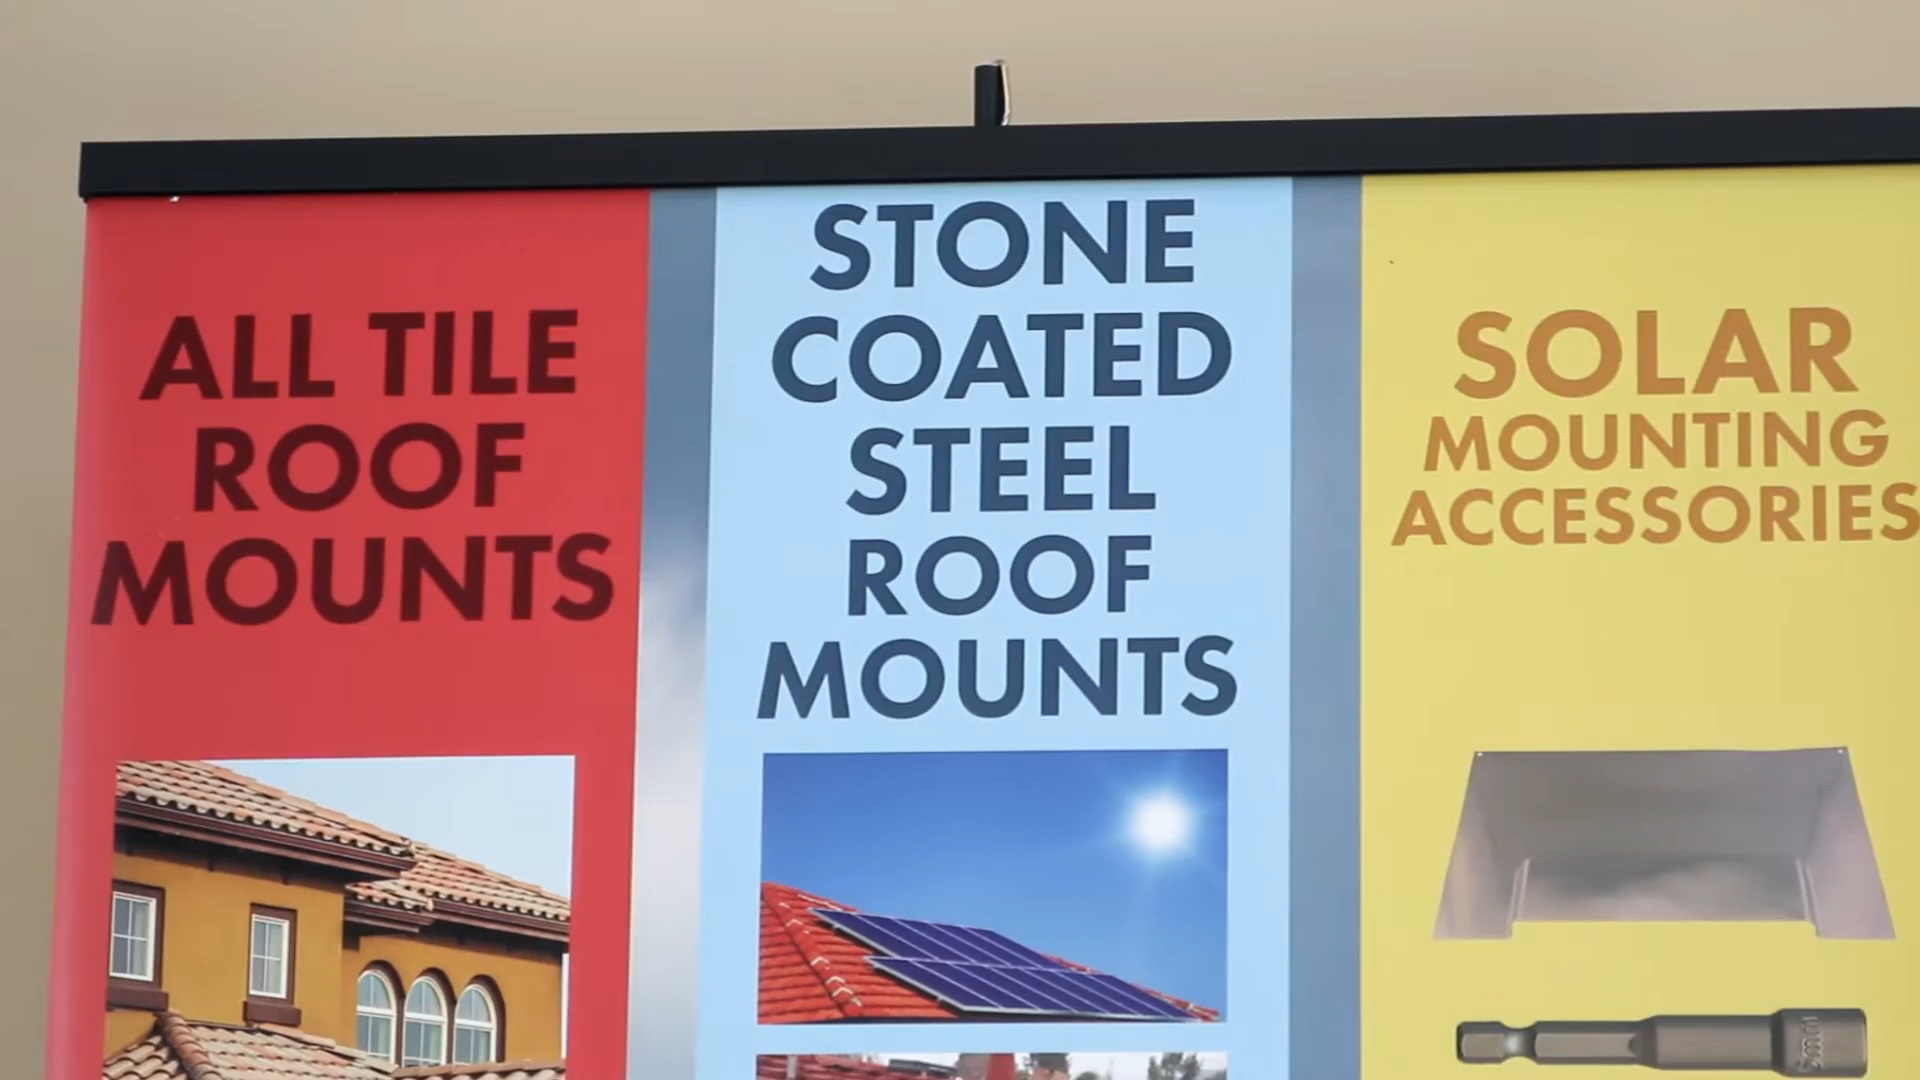 ALL TILE
ROOF
MOUNTS
STONE
COATED
STEEL
ROOF
MOUNTS
SOLAR
MOUNTING
ACCESSORIES